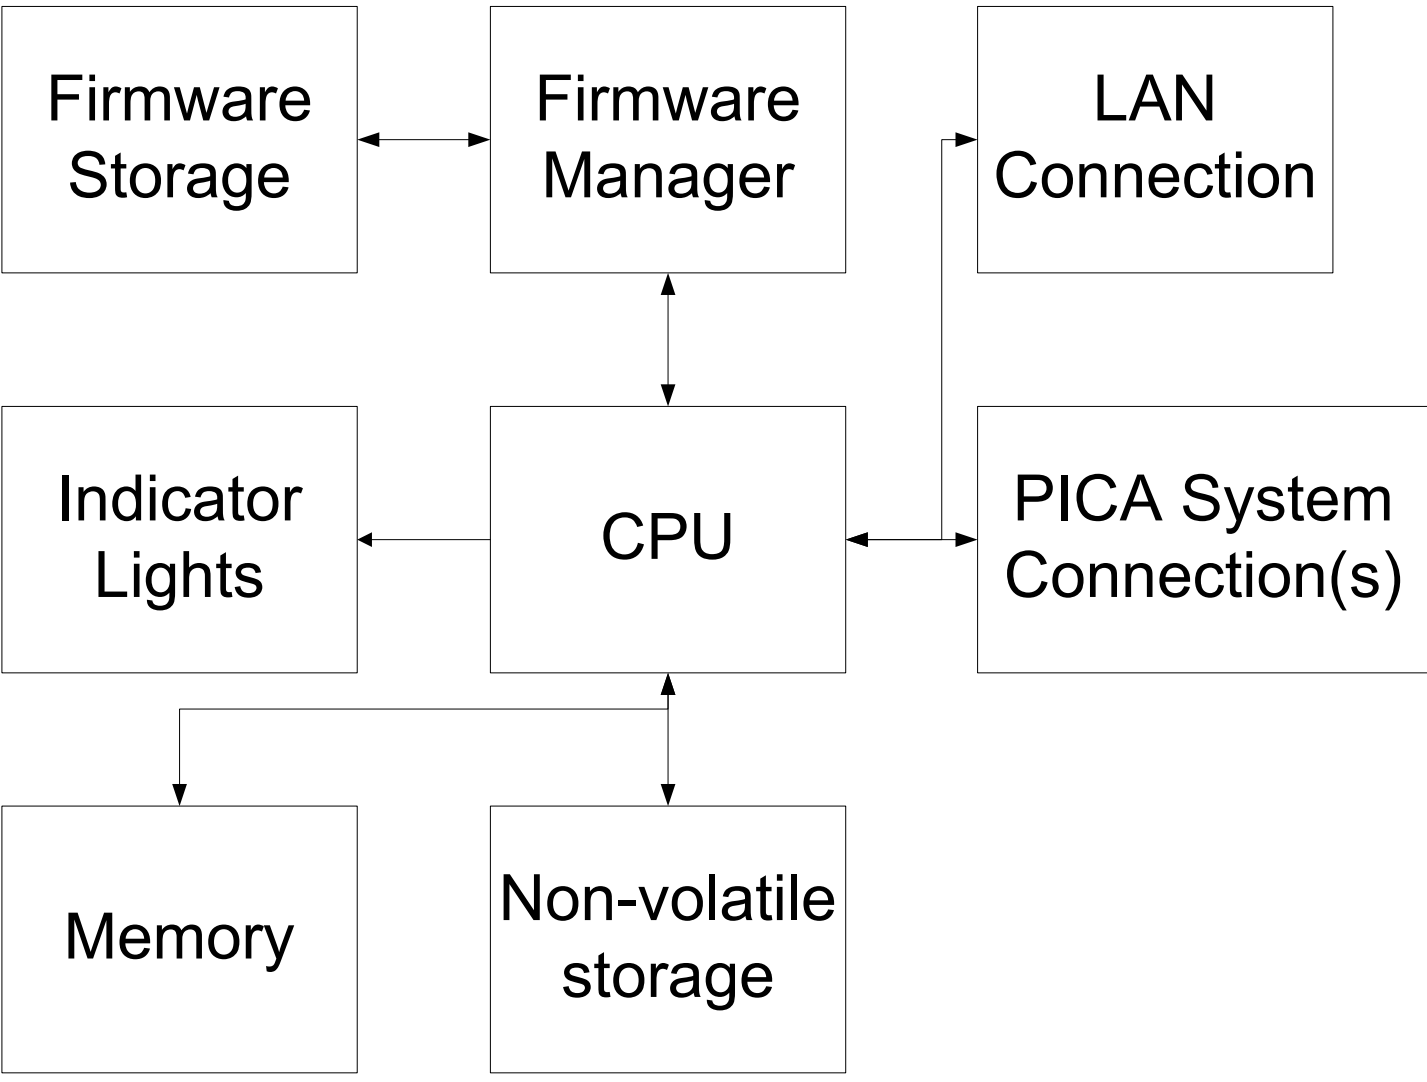 Firmware
Storage
Firmware
Manager
LAN
Connection
Indicator
Lights
CPU
PICA System
Connection(s)
Memory
Non-volatile
storage